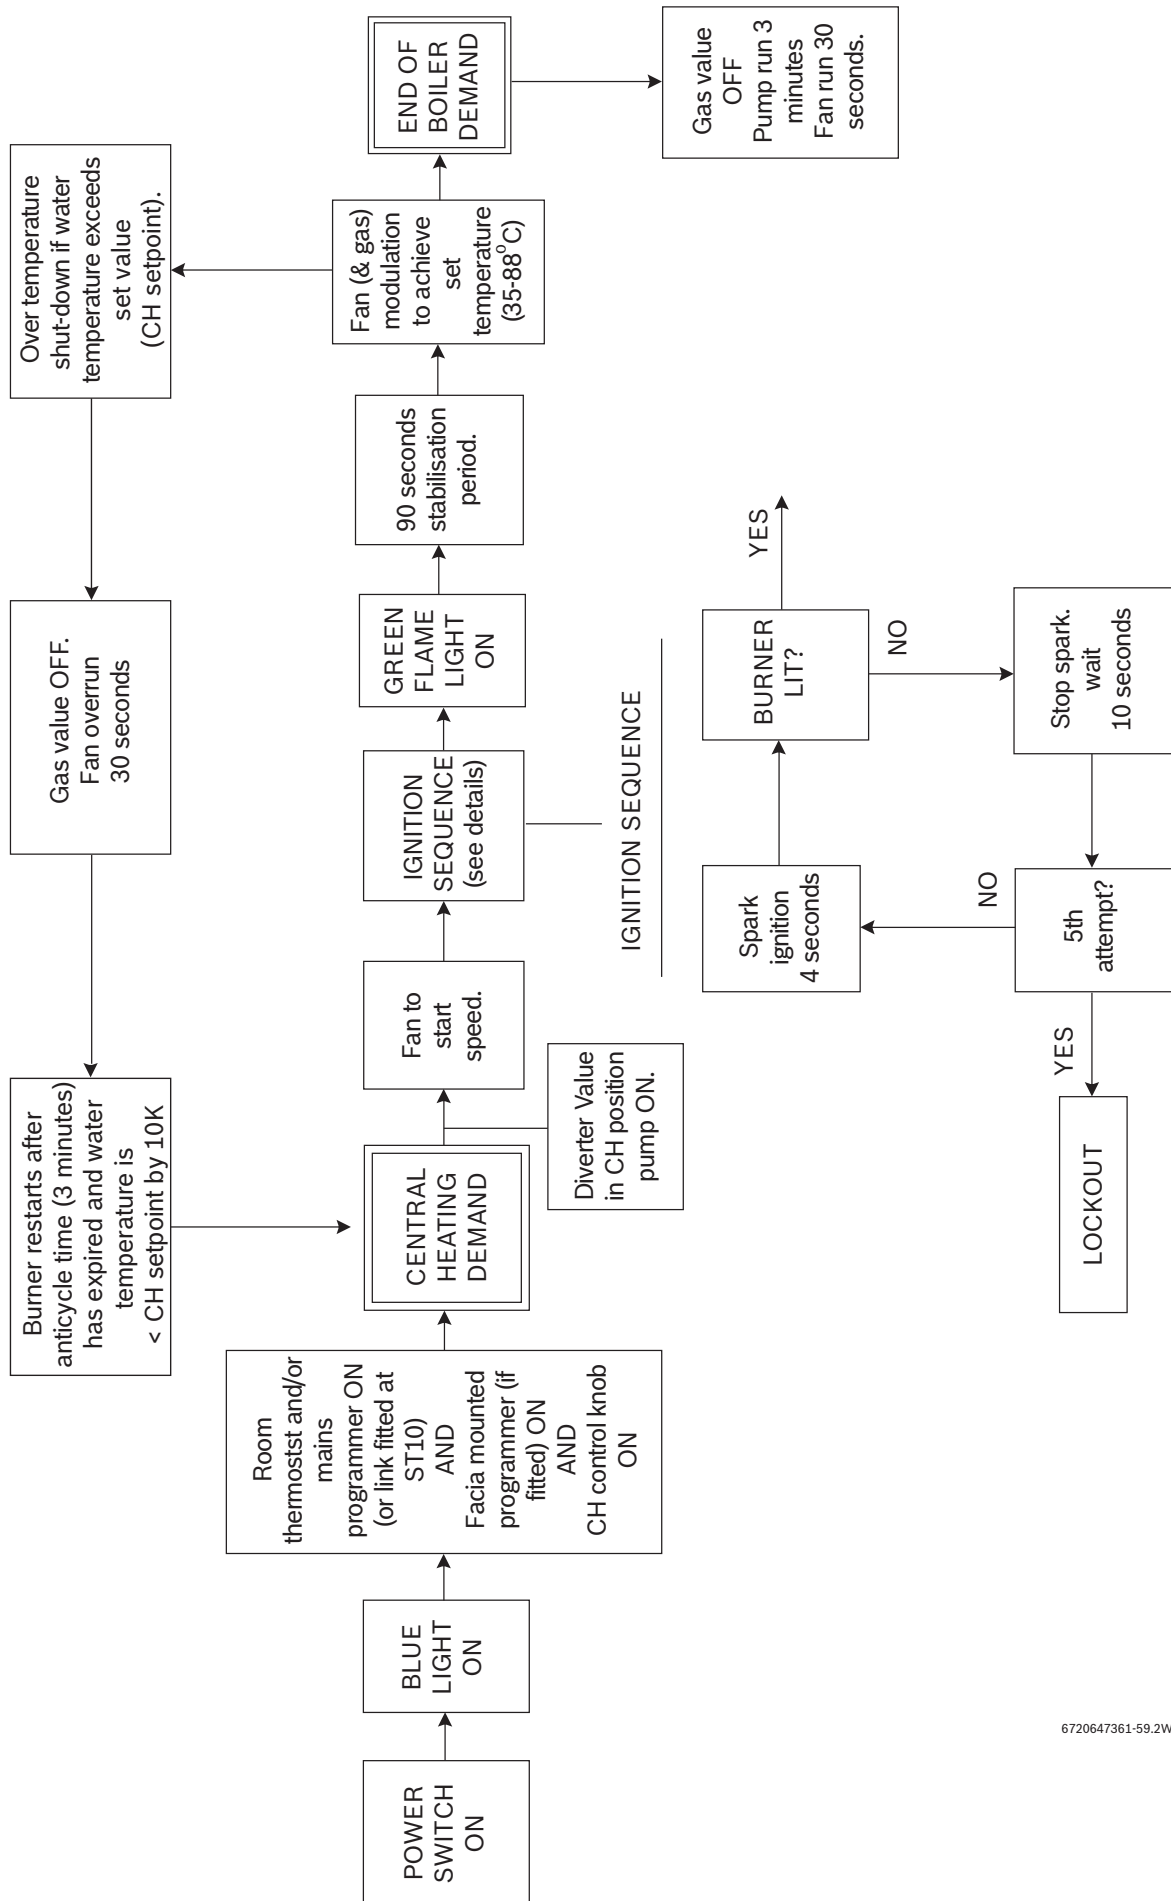 Over temperature
shut-down if water
temperature exceeds
set value
(CH setpoint).
Gas value OFF.
Fan overrun
30 seconds
Burner restarts after
anticycle time (3 minutes)
has expired and water
temperature is
< CH setpoint by 10K
POWER
SWITCH
ON
BLUE
LIGHT
ON
Room
thermostst and/or
mains
programmer ON
(or link fitted at
ST10)
AND
Facia mounted
programmer (if
fitted) ON
AND
CH control knob
ON
CENTRAL
HEATING
DEMAND
Diverter Value
in CH position
pump ON.
Fan to
start
speed.
IGNITION
SEQUENCE
(see details)
GREEN
FLAME
LIGHT
ON
90 seconds
stabilisation
period.
Fan (& gas)
modulation
to achieve
set
temperature
(35-88⁰C)
END OF
BOILER
DEMAND
Gas value
OFF
Pump run 3
minutes
Fan run 30
seconds.
IGNITION SEQUENCE
Spark
ignition
4 seconds
BURNER
LIT?
YES
NO
Stop spark.
wait
10 seconds
5th
attempt?
NO
YES
LOCKOUT
6720647361-59.2W